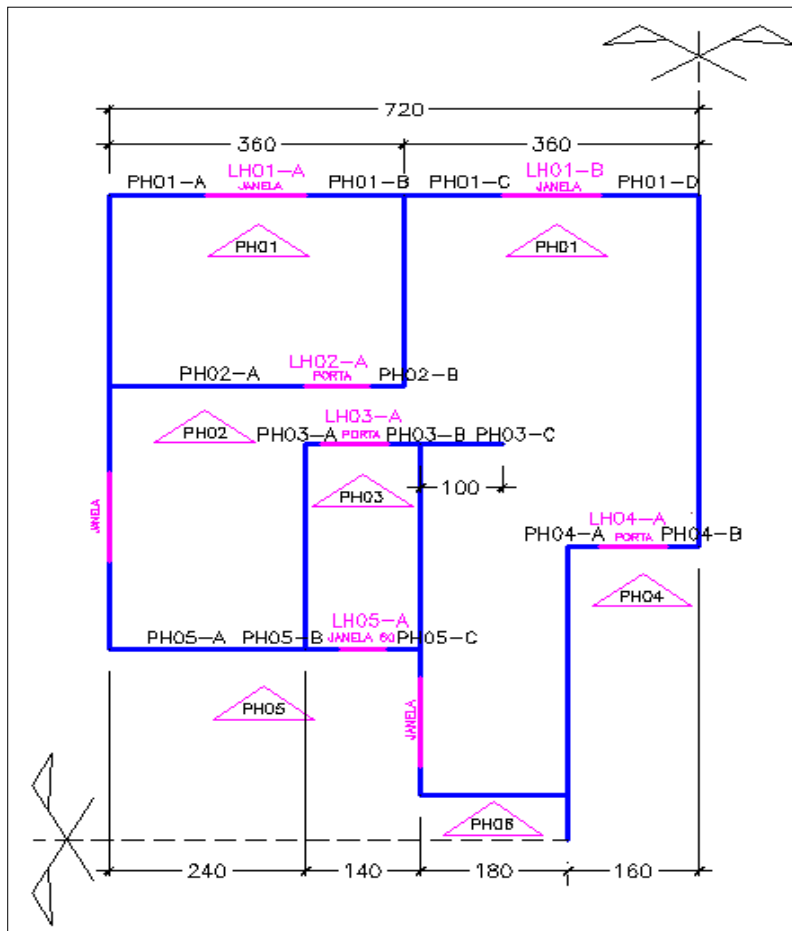 720
360 360
LH01-A LH01-B
PH01-A JANELA PH01-B PH01-C JANELA PH01-D
PH01 PH01
LH02-A
PH02-A PORTA PH02-B
LH03-A
PH02 PH03-A PORTA PH03-B PH03-C
PH03 100
JANELA
LH04-A
PH04-A PORTA PH04-B
PH04
LH05-A
PH05-A PH05-B JANELA 60 PH05-C
PH05
JANELA
PH06
240 140 180 160